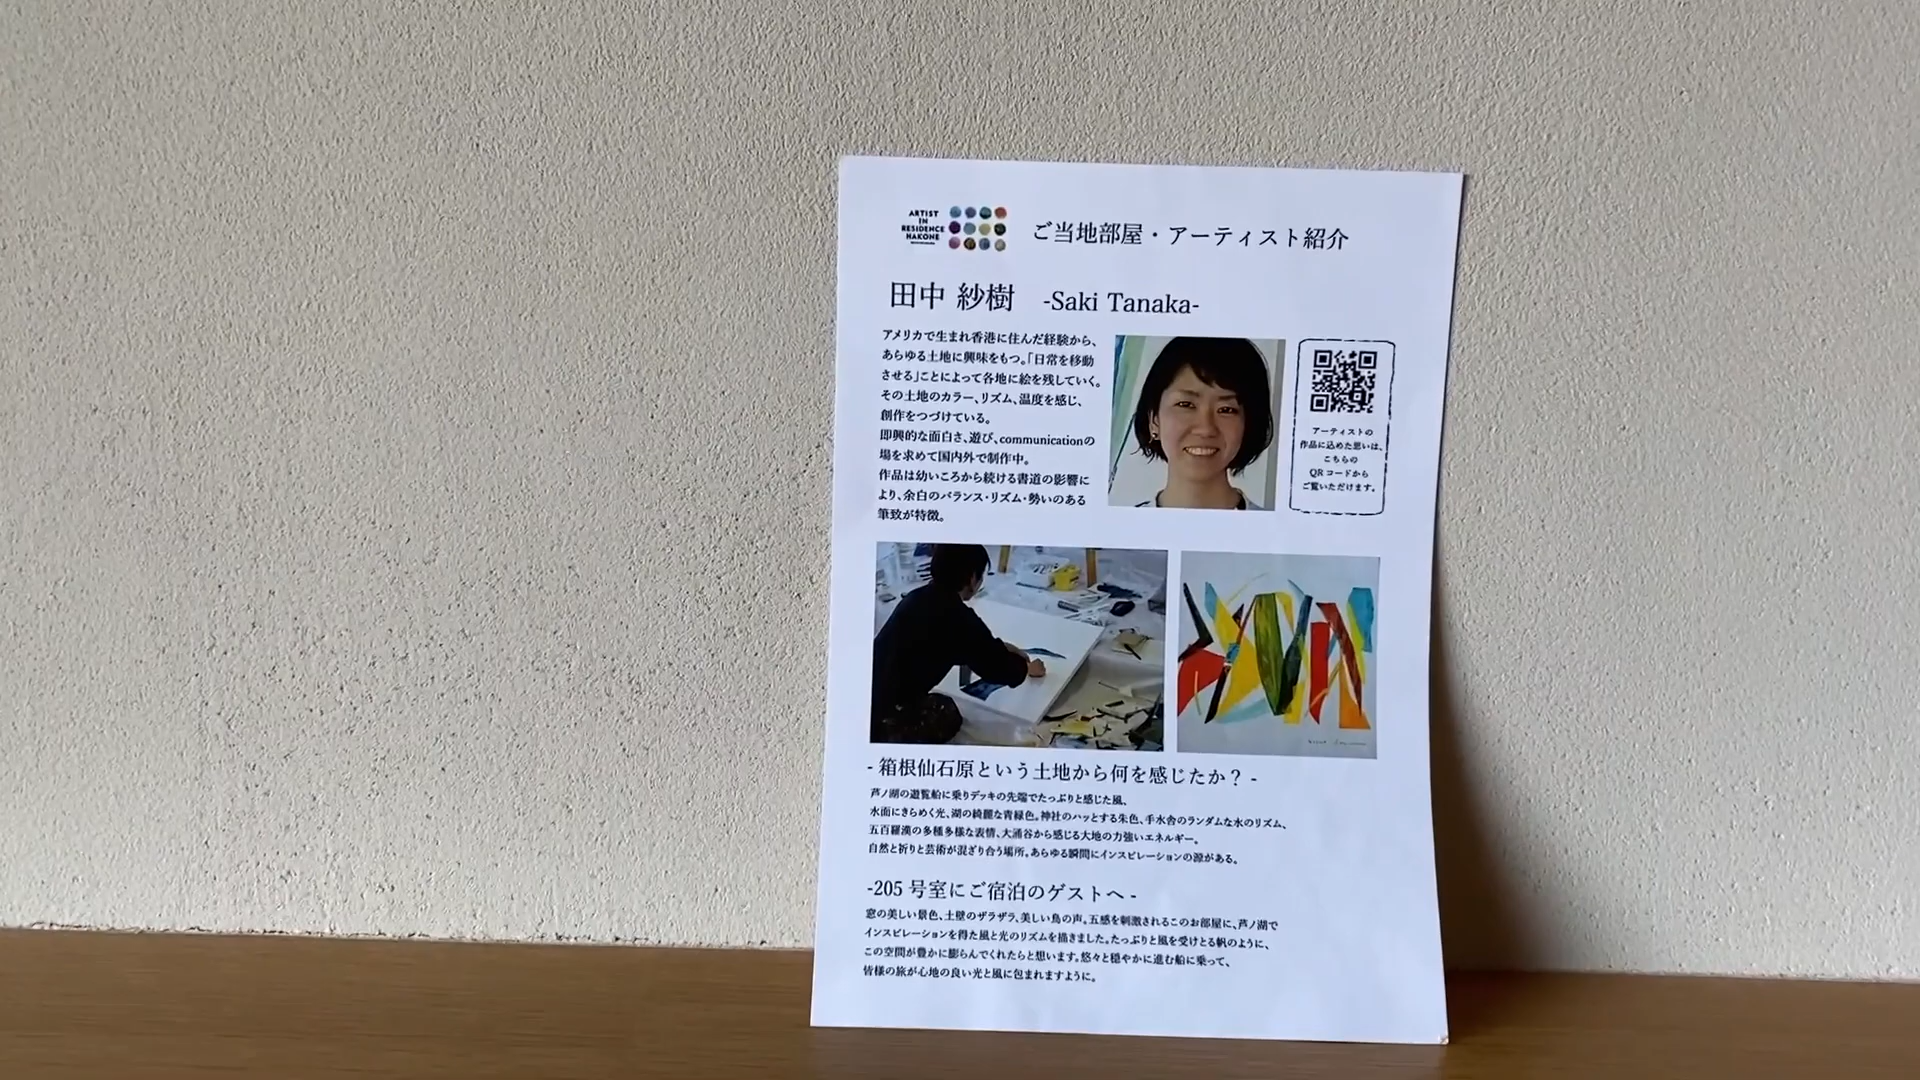 ARTIST
IN
RESIDENCE
HAKONE
ご当地部屋・アーティスト紹介
田中 紗樹 -Saki Tanaka-
アメリカで生まれ香港に住んだ経験から、
あらゆる土地に興味をもつ。「日常を移動
させる」ことによって各地に絵を残していく。
その土地のカラー、リズム、温度を感じ、
創作をつづけている。
即興的な面白さ、遊び、communicationの
場を求めて国内外で制作中。
作品は幼いころから続ける書道の影響に
より、余白のバランス・リズム・勢いのある
筆致が特徴。
アーティストの
作品に込めた思いは、
こちらの
QRコードから
ご覧いただけます。
- 箱根仙石原という土地から何を感じたか？ -
芦ノ湖の遊覧船に乗りデッキの先端でたっぷりと感じた風、
水面にきらめく光、湖の綺麗な青緑色。神社のハッとする朱色、手水舎のランダムな水のリズム、
五百羅漢の多種多様な表情、大涌谷から感じる大地の力強いエネルギー。
自然と祈りと芸術が混ざり合う場所。あらゆる瞬間にインスピレーションの源がある。
-205 号室にご宿泊のゲストへ -
窓の美しい景色、土壁のザラザラ、美しい鳥の声。五感を刺激されるこのお部屋に、芦ノ湖で
インスピレーションを得た風と光のリズムを描きました。たっぷりと風を受けとる帆のように、
この空間が豊かに膨らんでくれたらと想います。悠々と穏やかに進む船に乗って、
皆様の旅が心地の良い光と風に包まれますように。